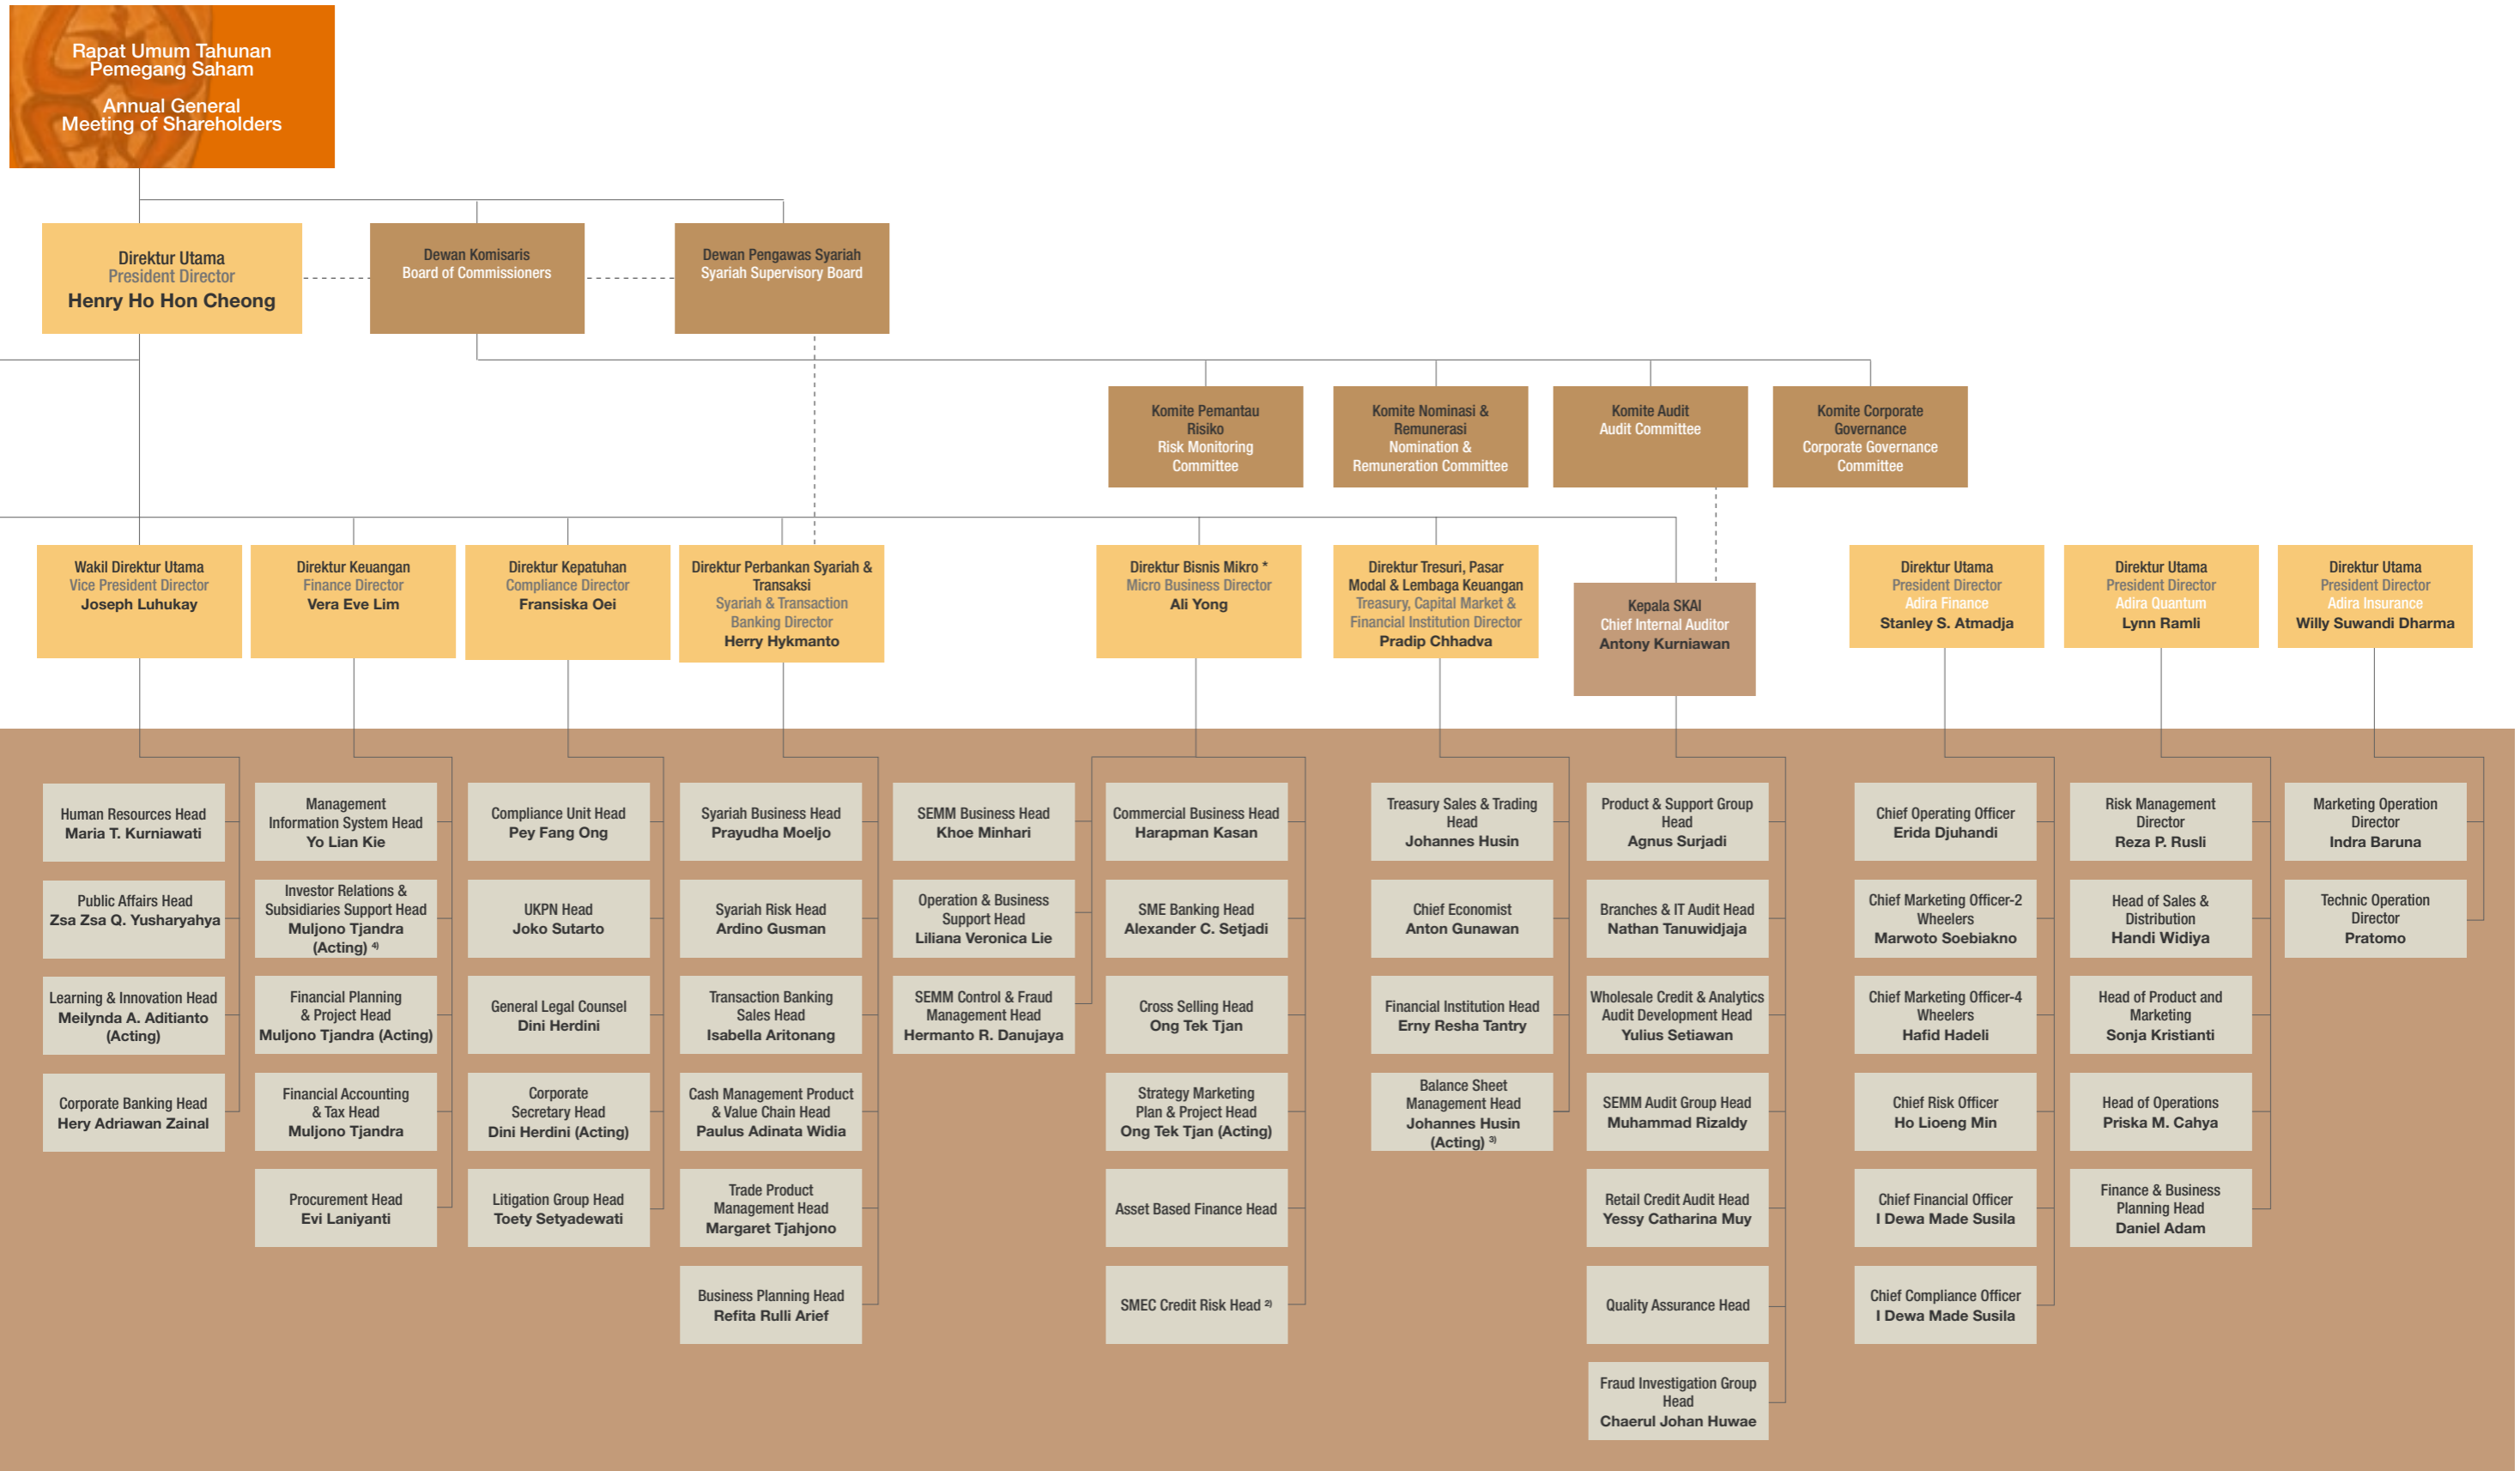 Rapat Umum Tahunan
Pemegang Saham
Annual General
Meeting of Shareholders
Direktur Utama
President Director
Henry Ho Hon Cheong
Dewan Komisaris
Board of Commissioners
Dewan Pengawas Syariah
Syariah Supervisory Board
Komite Pemantau
Risiko
Risk Monitoring
Committee
Komite Nominasi &
Remunerasi
Nomination &
Remuneration Committee
Komite Audit
Audit Committee
Komite Corporate
Governance
Corporate Governance
Committee
Wakil Direktur Utama
Vice President Director
Joseph Luhukay
Direktur Keuangan
Finance Director
Vera Eve Lim
Direktur Kepatuhan
Compliance Director
Fransiska Oei
Direktur Perbankan Syariah &
Transaksi
Syariah & Transaction
Banking Director
Herry Hykmanto
Direktur Bisnis Mikro *
Micro Business Director
Ali Yong
Direktur Tresuri, Pasar
Modal & Lembaga Keuangan
Treasury, Capital Market &
Financial Institution Director
Pradip Chhadva
Kepala SKAI
Chief Internal Auditor
Antony Kurniawan
Direktur Utama
President Director
Adira Finance
Stanley S. Atmadja
Direktur Utama
President Director
Adira Quantum
Lynn Ramli
Direktur Utama
President Director
Adira Insurance
Willy Suwandi Dharma
Human Resources Head
Maria T. Kurniawati
Public Affairs Head
Zsa Zsa Q. Yusharyahya
Learning & Innovation Head
Meilynda A. Aditianto
(Acting)
Corporate Banking Head
Hery Adriawan Zainal
Management
Information System Head
Yo Lian Kie
Investor Relations &
Subsidiaries Support Head
Muljono Tjandra
(Acting) 4)
Financial Planning
& Project Head
Muljono Tjandra (Acting)
Financial Accounting
& Tax Head
Muljono Tjandra
Procurement Head
Evi Laniyanti
Compliance Unit Head
Pey Fang Ong
UKPN Head
Joko Sutarto
General Legal Counsel
Dini Herdini
Corporate
Secretary Head
Dini Herdini (Acting)
Litigation Group Head
Toety Setyadewati
Syariah Business Head
Prayudha Moeljo
Syariah Risk Head
Ardino Gusman
Transaction Banking
Sales Head
Isabella Aritonang
Cash Management Product
& Value Chain Head
Paulus Adinata Widia
Trade Product
Management Head
Margaret Tjahjono
Business Planning Head
Refita Rulli Arief
SEMM Business Head
Khoe Minhari
Operation & Business
Support Head
Liliana Veronica Lie
SEMM Control & Fraud
Management Head
Hermanto R. Danujaya
Commercial Business Head
Harapman Kasan
SME Banking Head
Alexander C. Setjadi
Cross Selling Head
Ong Tek Tjan
Strategy Marketing
Plan & Project Head
Ong Tek Tjan (Acting)
Asset Based Finance Head
SMEC Credit Risk Head 2)
Treasury Sales & Trading
Head
Johannes Husin
Chief Economist
Anton Gunawan
Financial Institution Head
Erny Resha Tantry
Balance Sheet
Management Head
Johannes Husin
(Acting) 3)
Product & Support Group
Head
Agnus Surjadi
Branches & IT Audit Head
Nathan Tanuwidjaja
Wholesale Credit & Analytics
Audit Development Head
Yulius Setiawan
SEMM Audit Group Head
Muhammad Rizaldy
Retail Credit Audit Head
Yessy Catharina Muy
Quality Assurance Head
Fraud Investigation Group
Head
Chaerul Johan Huwae
Chief Operating Officer
Erida Djuhandi
Chief Marketing Officer-2
Wheelers
Marwoto Soebiakno
Chief Marketing Officer-4
Wheelers
Hafid Hadeli
Chief Risk Officer
Ho Lioeng Min
Chief Financial Officer
I Dewa Made Susila
Chief Compliance Officer
I Dewa Made Susila
Risk Management
Director
Reza P. Rusli
Head of Sales &
Distribution
Handi Widiya
Head of Product and
Marketing
Sonja Kristianti
Head of Operations
Priska M. Cahya
Finance & Business
Planning Head
Daniel Adam
Marketing Operation
Director
Indra Baruna
Technic Operation
Director
Pratomo